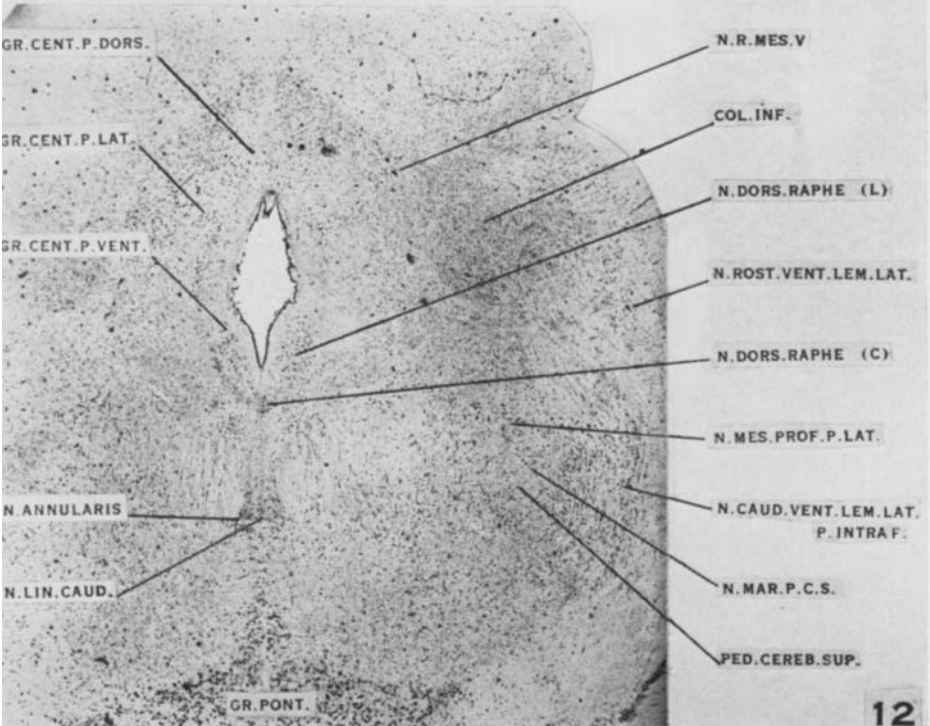 GR.CENT.P.DORS.
GR.CENT.P.LAT.
GR.CENT.P.VENT.
N.ANNULARIS
N.LIN.CAUD.
GR.PONT.
N.R.MES.V
COL.INF.
N.DORS.RAPHE (L)
N.ROST.VENT.LEM.LAT.
N.DORS.RAPHE (C)
N.MES.PROF.P.LAT.
N.CAUD.VENT.LEM.LAT.
P.INTRAF.
N.MAR.P.C.S.
PED.CEREB.SUP.
12